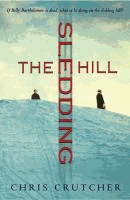 If Billy Bartholomew is dead, what is he doing on the sledding hill?
THE
SLEDDING
HILL
CHRIS CRUTCHER